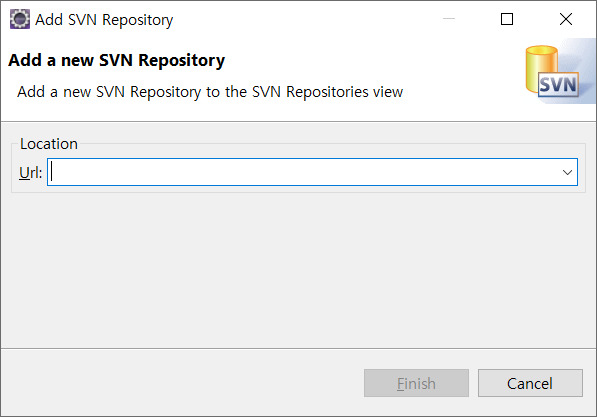 Add SVN Repository
Add a new SVN Repository
Add a new SVN Repository to the SVN Repositories view
SVN
Location
Url:
Finish
Cancel